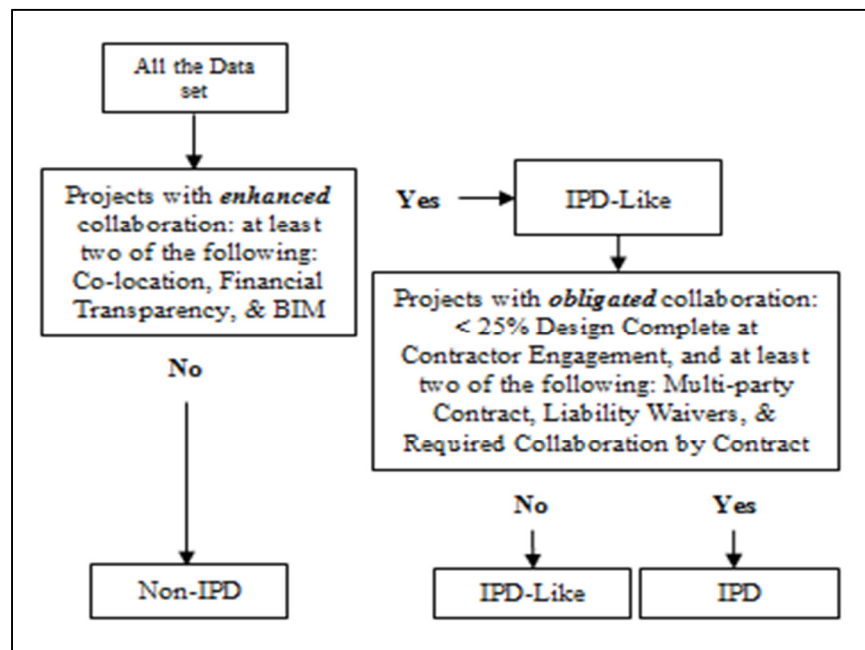 All the Data
set
Projects with enhanced
collaboration: at least
two of the following:
Co-location, Financial
Transparency, & BIM
No
Non-IPD
Yes
IPD-Like
Projects with obligated collaboration:
< 25% Design Complete at
Contractor Engagement, and at least
two of the following: Multi-party
Contract, Liability Waivers, &
Required Collaboration by Contract
No
Yes
IPD-Like
IPD